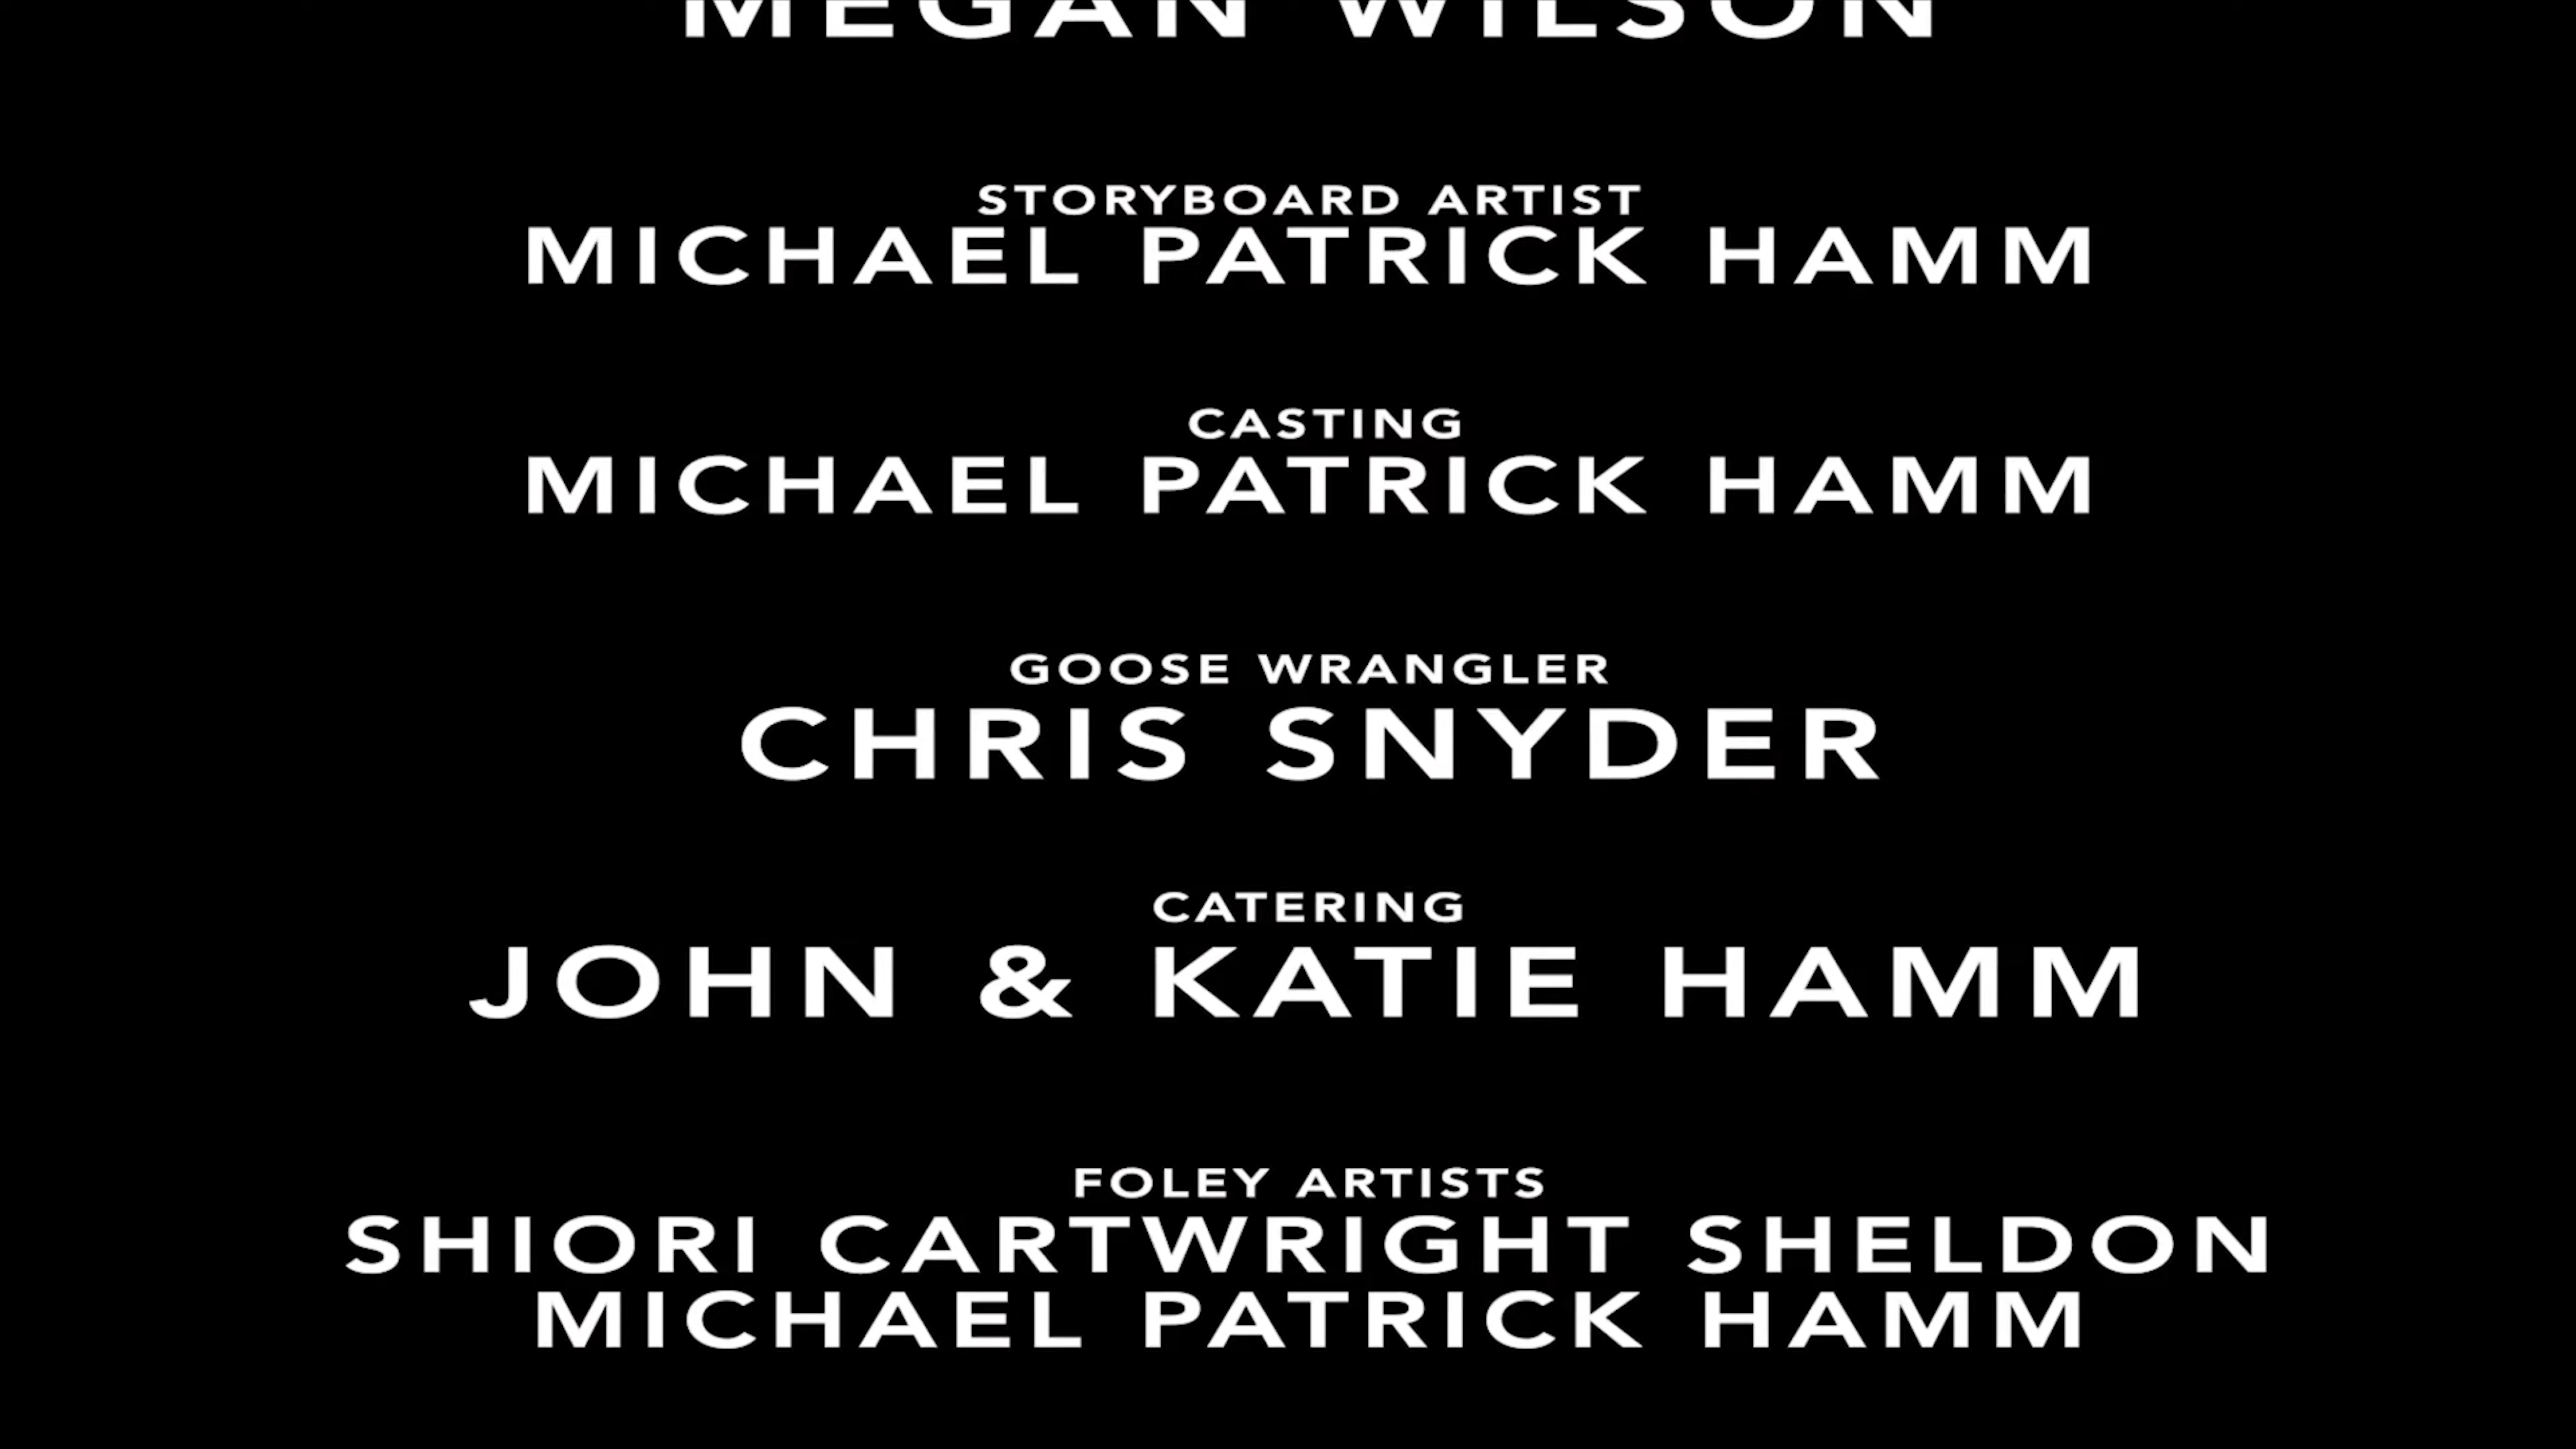 MEGAN WILSON
STORYBOARD ARTIST
MICHAEL PATRICK HAMM
CASTING
MICHAEL PATRICK HAMM
GOOSE WRANGLER
CHRIS SNYDER
CATERING
JOHN & KATIE HAMM
FOLEY ARTISTS
SHIORI CARTWRIGHT SHELDON
MICHAEL PATRICK HAMM